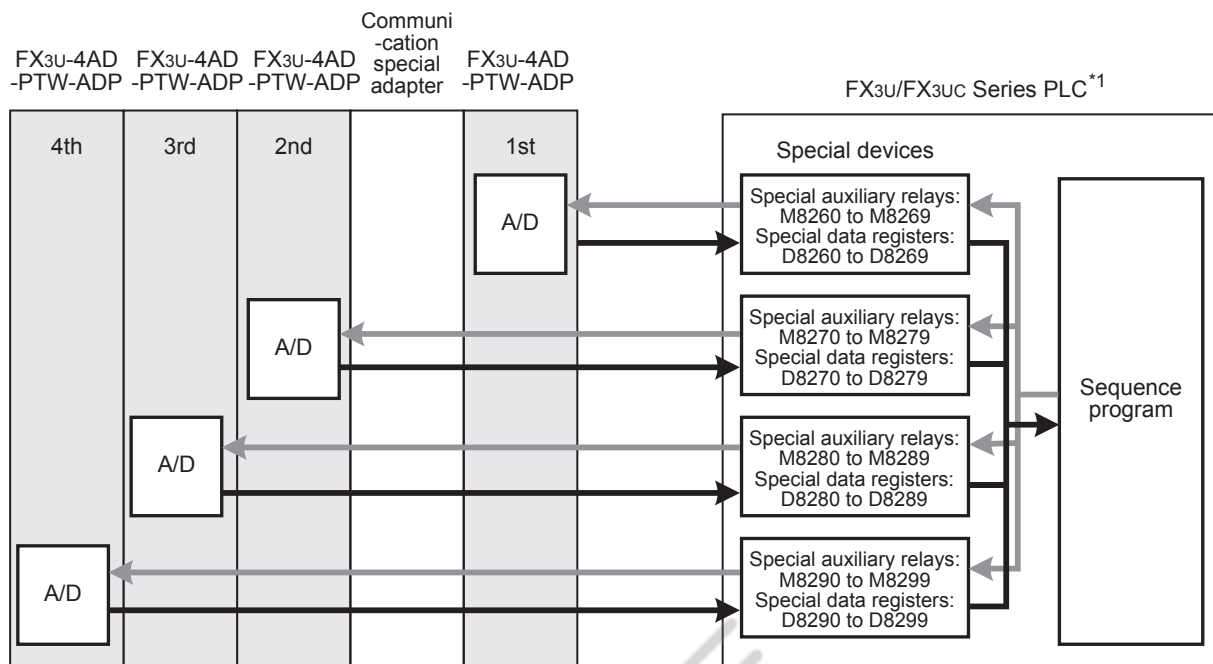 Communi
-cation
special
adapter
FX3U-4AD
-PTW-ADP
FX3U-4AD
-PTW-ADP
FX3U-4AD
-PTW-ADP
FX3U-4AD
-PTW-ADP
FX3U/FX3UC Series PLC*1
4th
3rd
2nd
1st
Special devices
A/D
Special auxiliary relays:
M8260 to M8269
Special data registers:
D8260 to D8269
A/D
Special auxiliary relays:
M8270 to M8279
Special data registers:
D8270 to D8279
A/D
Special auxiliary relays:
M8280 to M8289
Special data registers:
D8280 to D8289
A/D
Special auxiliary relays:
M8290 to M8299
Special data registers:
D8290 to D8299
Sequence
program